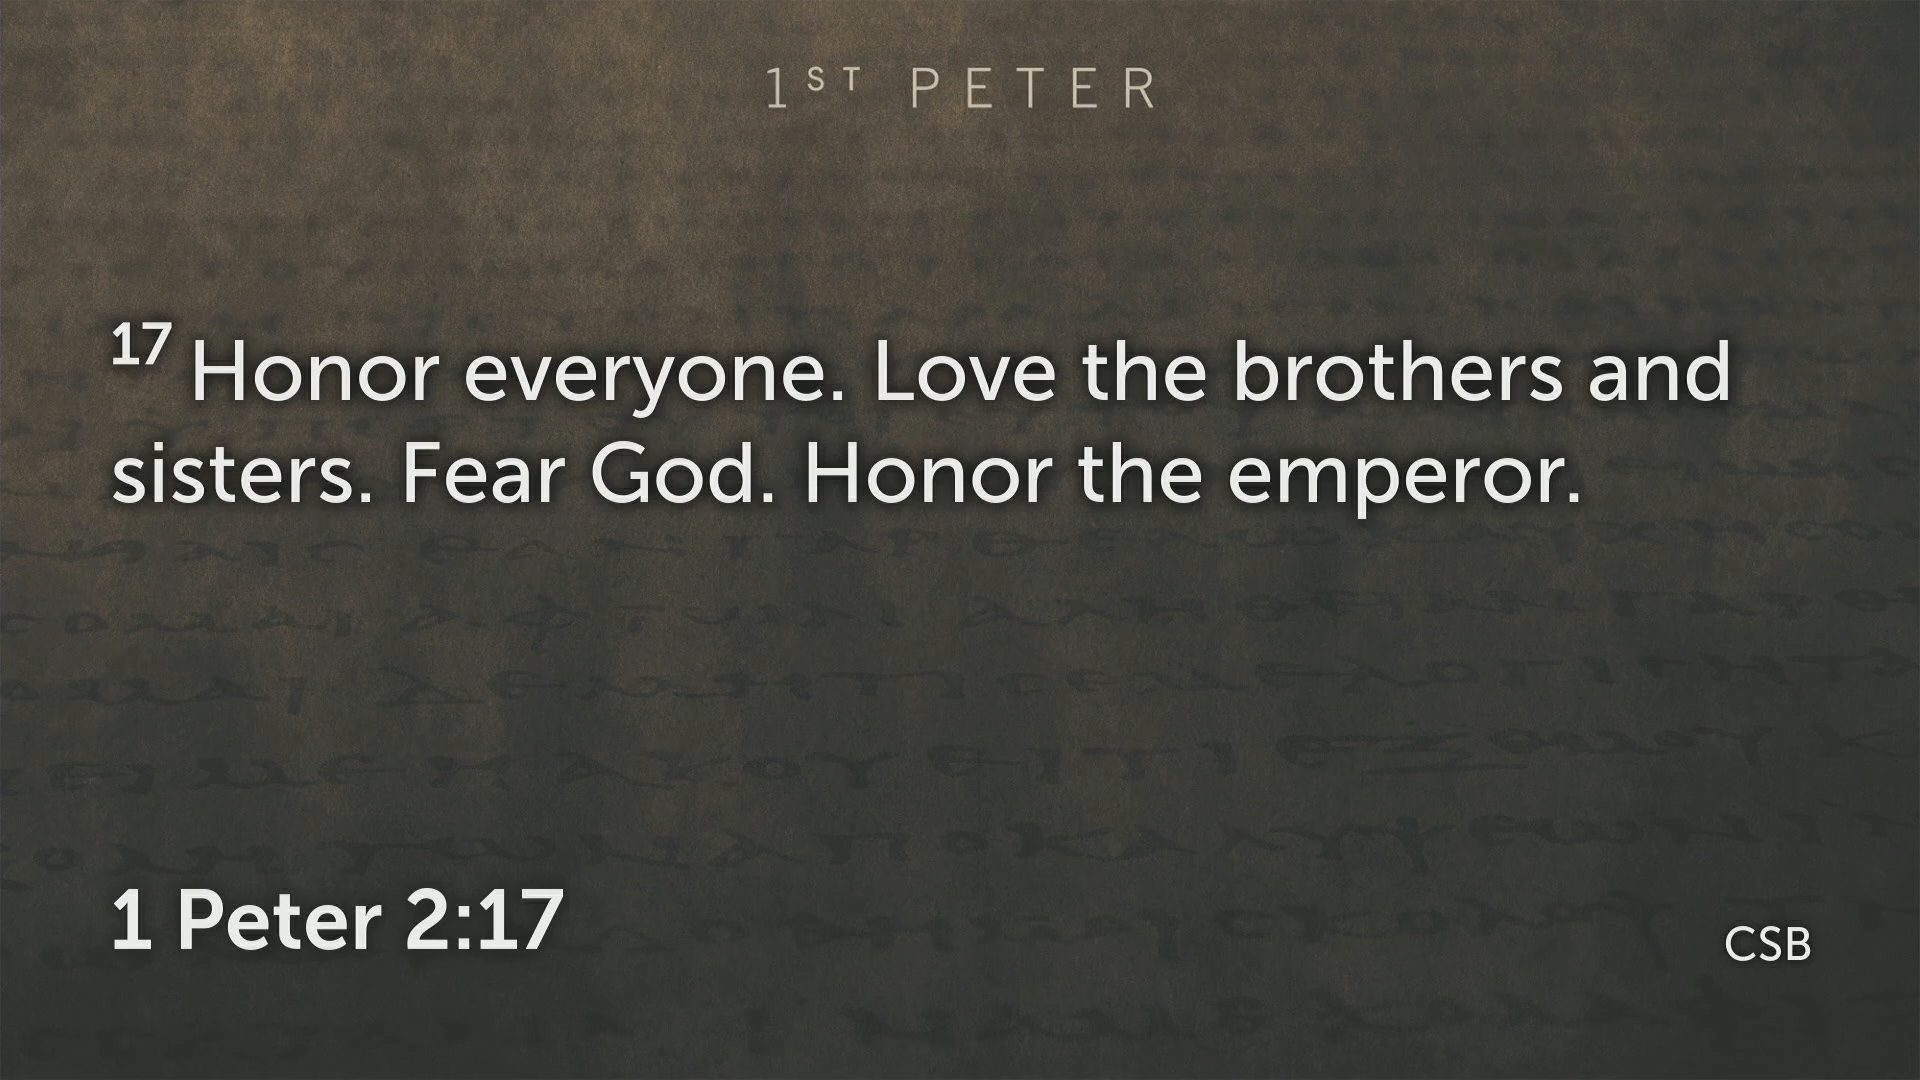 1ST PETER
17 Honor everyone. Love the brothers and
sisters. Fear God. Honor the emperor.
1 Peter 2:17
CSB